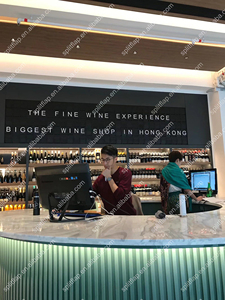 THE FINE WINE EXPERIENCE
BIGGEST WINE SHOP IN HONG KONG